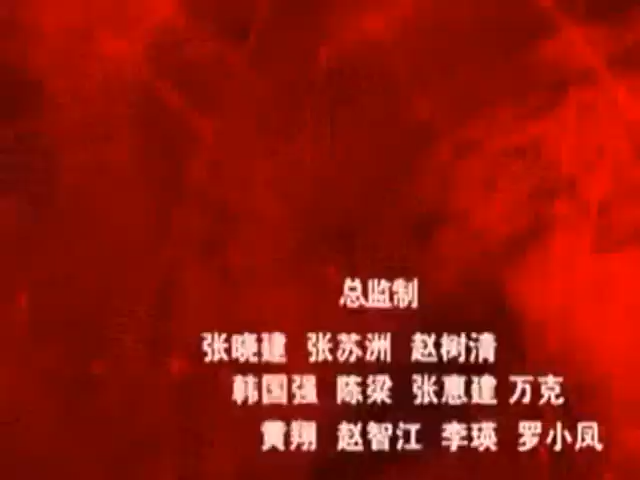 总监制
张晓建 张苏洲 赵树清
韩国强 陈梁 张惠建 万克
黄翔 赵智江 李瑛 罗小凤